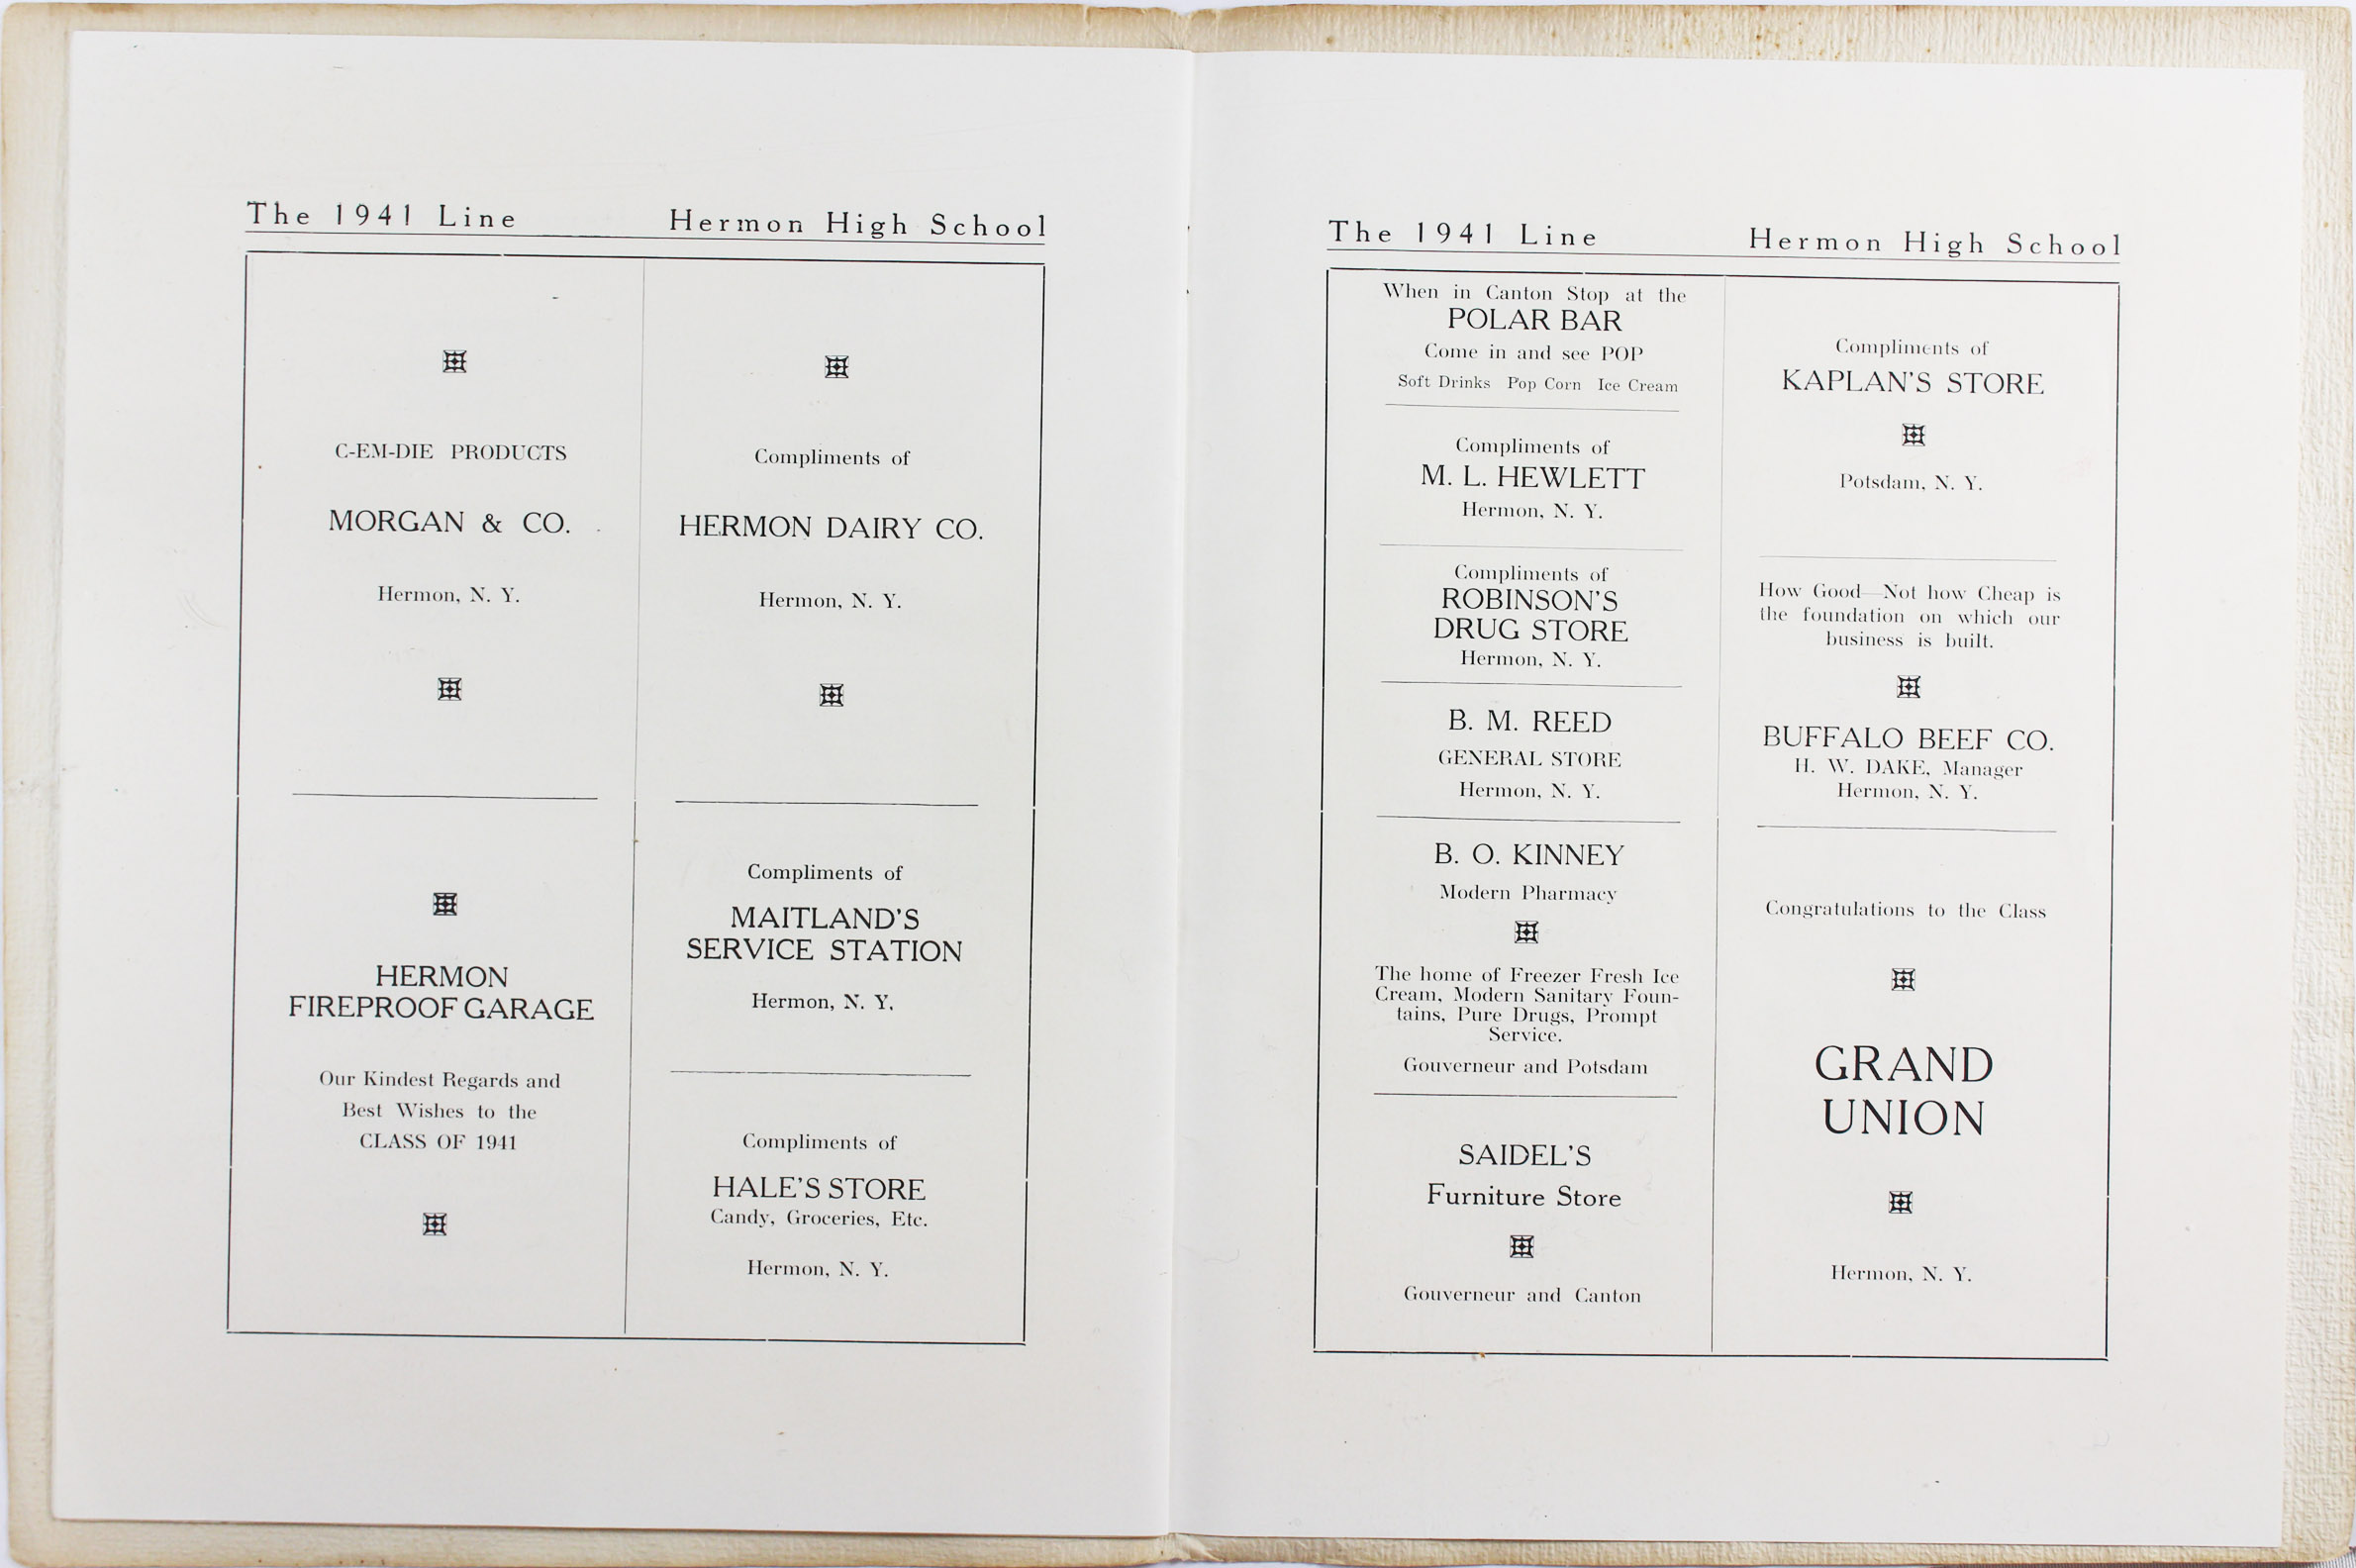 The 1941 Line Hermon High School
C-EM-DIE PRODUCTS
MORGAN & CO.
Hermon, N. Y.
HERMON
FIREPROOF GARAGE
Our Kindest Regards and
Best Wishes to the
CLASS OF 1941
Compliments of
HERMON DAIRY CO.
Hermon, N. Y.
Compliments of
MAITLAND'S
SERVICE STATION
Hermon, N. Y.
Compliments of
HALE'S STORE
Candy, Groceries, Etc.
Hermon, N. Y.
The 1941 Line Hermon High School
When in Canton Stop at the
POLAR BAR
Come in and see POP
Soft Drinks Pop Corn Ice Cream
Compliments of
M. L. HEWLETT
Hermon, N. Y.
Compliments of
ROBINSON'S
DRUG STORE
Hermon, N. Y.
B. M. REED
GENERAL STORE
Hermon, N. Y.
B. O. KINNEY
Modern Pharmacy
The home of Freezer Fresh Ice
Cream, Modern Sanitary Foun-
tains, Pure Drugs, Prompt
Service.
Gouverneur and Potsdam
SAIDEL'S
Furniture Store
Gouverneur and Canton
Compliments of
KAPLAN'S STORE
Potsdam, N. Y.
How Good—Not how Cheap is
the foundation on which our
business is built.
BUFFALO BEEF CO.
H. W. DAKE, Manager
Hermon, N. Y.
Congratulations to the Class
GRAND
UNION
Hermon, N. Y.